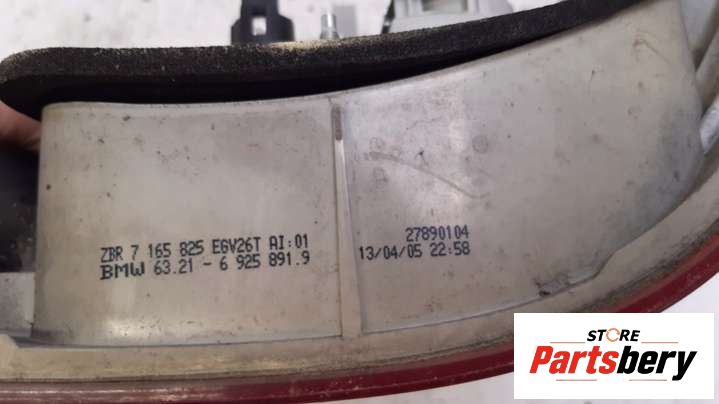 ZBR 7 165 825 EGV26T AI:01
BMW 63.21 - 6 925 891.9
27890104
13/04/05 22:58
STORE
Partsbery